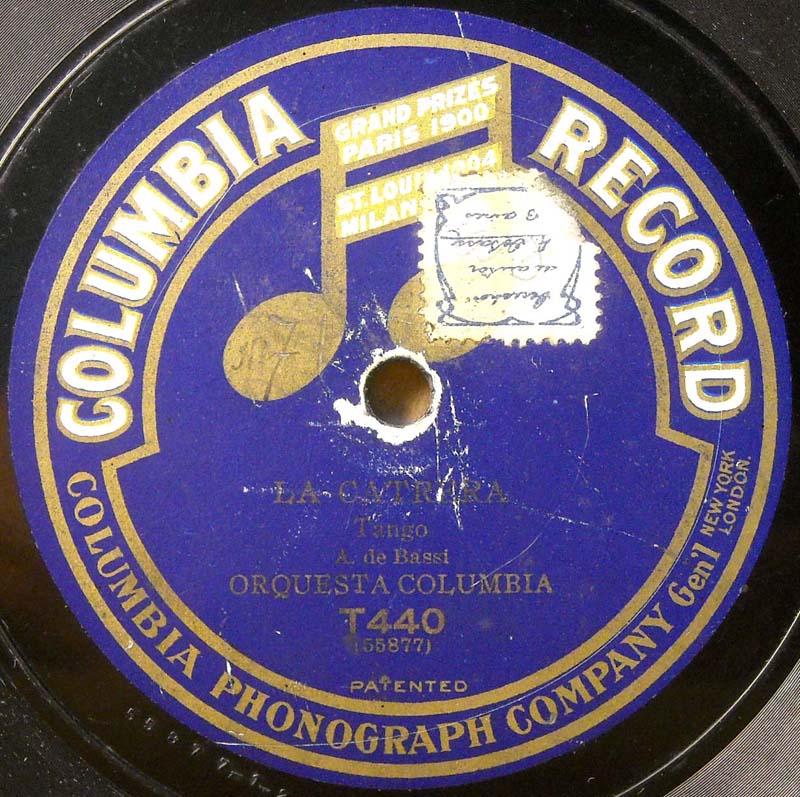 COLUMBIA RECORD
GRAND PRIZES
PARIS 1900
ST. LOUIS 1904
MILAN
LA CATRERA
Tango
A. de Bassi
ORQUESTA COLUMBIA
T440
(55877)
PATENTED
COLUMBIA PHONOGRAPH COMPANY Gen'l
NEW YORK
LONDON.